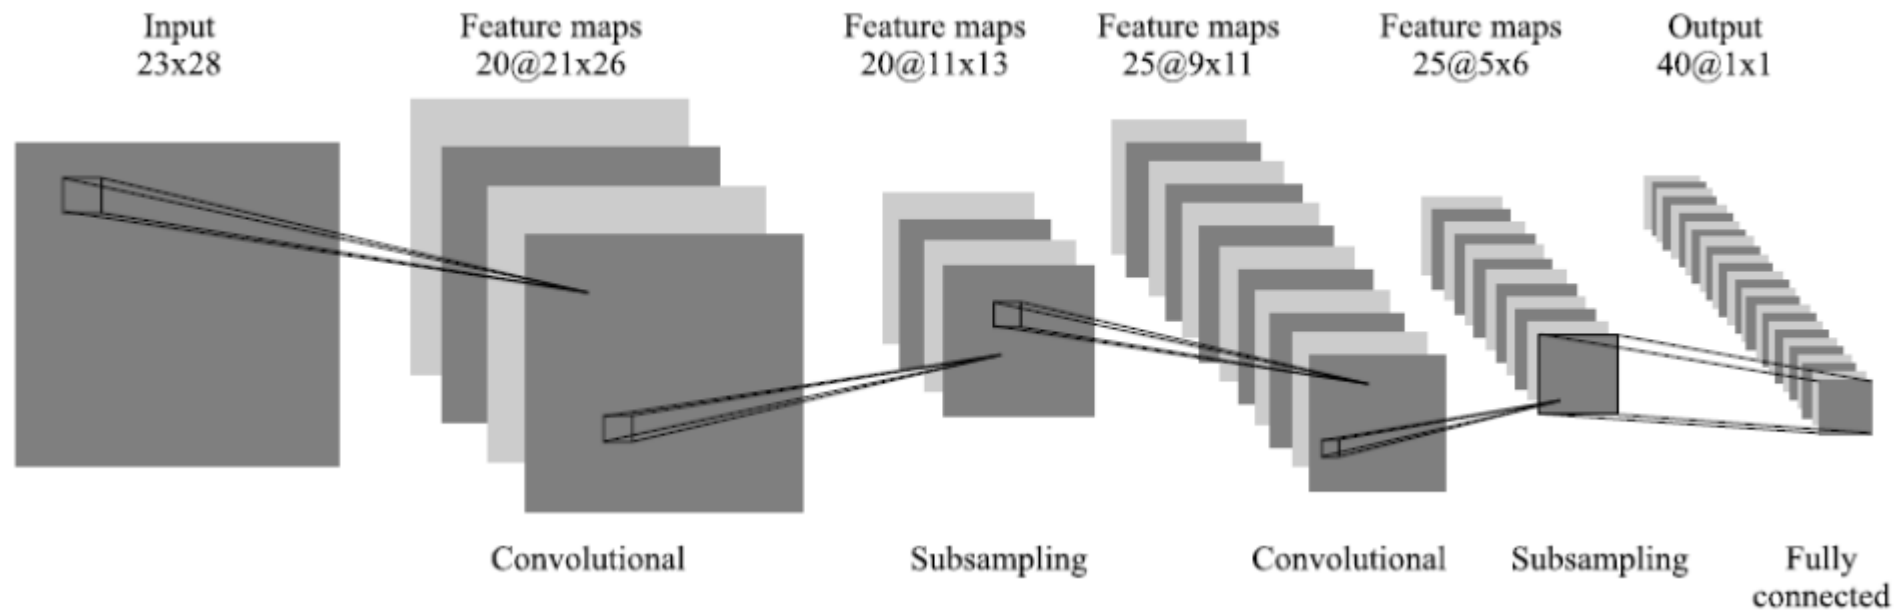 Input
23x28
Feature maps
20@21x26
Feature maps
20@11x13
Feature maps
25@9x11
Feature maps
25@5x6
Output
40@1x1
Convolutional
Subsampling
Convolutional
Subsampling
Fully
connected